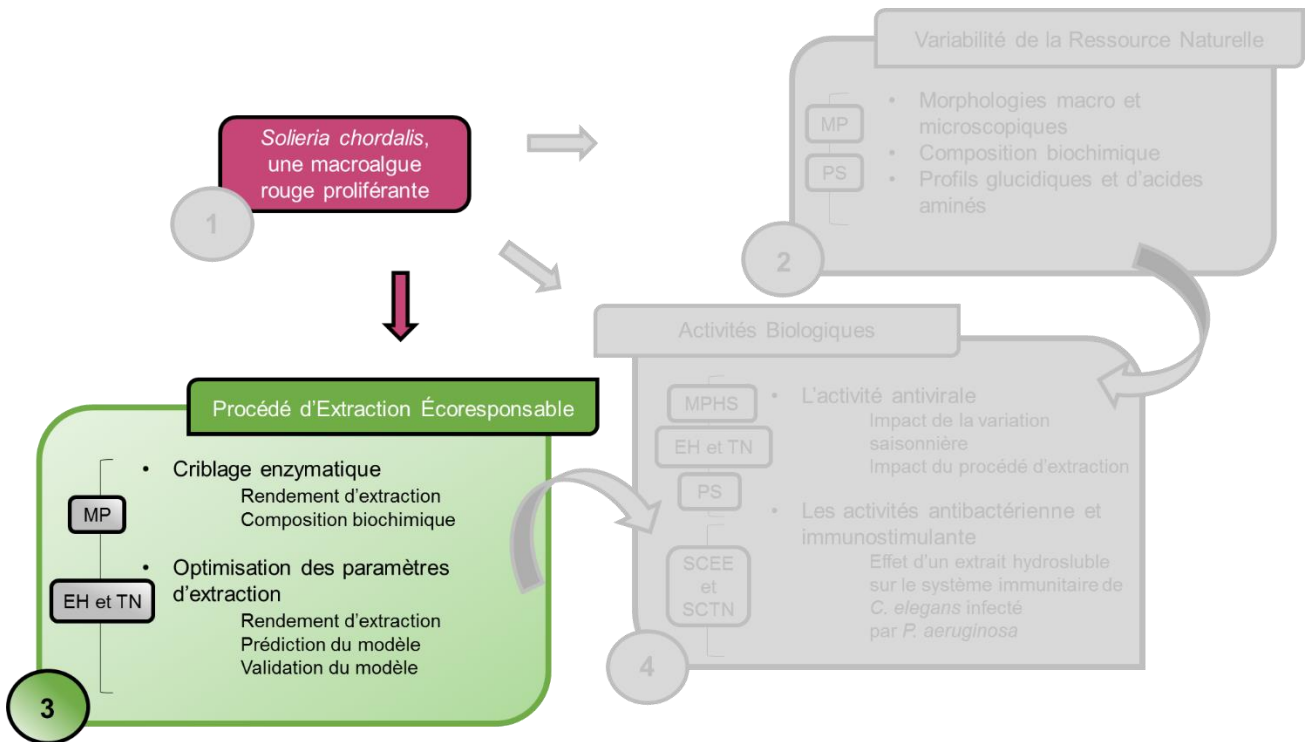 Variabilité de la Ressource Naturelle
MP
PS
• Morphologies macro et
microscopiques
• Composition biochimique
• Profils glucidiques et d'acides
aminés
2
Solieria chordalis,
une macroalgue
rouge proliférante
1
Activités Biologiques
MPHS
EH et TN
PS
• L'activité antivirale
Impact de la variation
saisonnière
Impact du procédé d'extraction
• Les activités antibactérienne et
immunostimulante
SCEE
et
SCTN
Effet d'un extrait hydrosluble
sur le système immunitaire de
C. elegans infecté
par P. aeruginosa
4
Procédé d'Extraction Écoresponsable
MP
• Criblage enzymatique
Rendement d'extraction
Composition biochimique
EH et TN
• Optimisation des paramètres
d'extraction
Rendement d'extraction
Prédiction du modèle
Validation du modèle
3